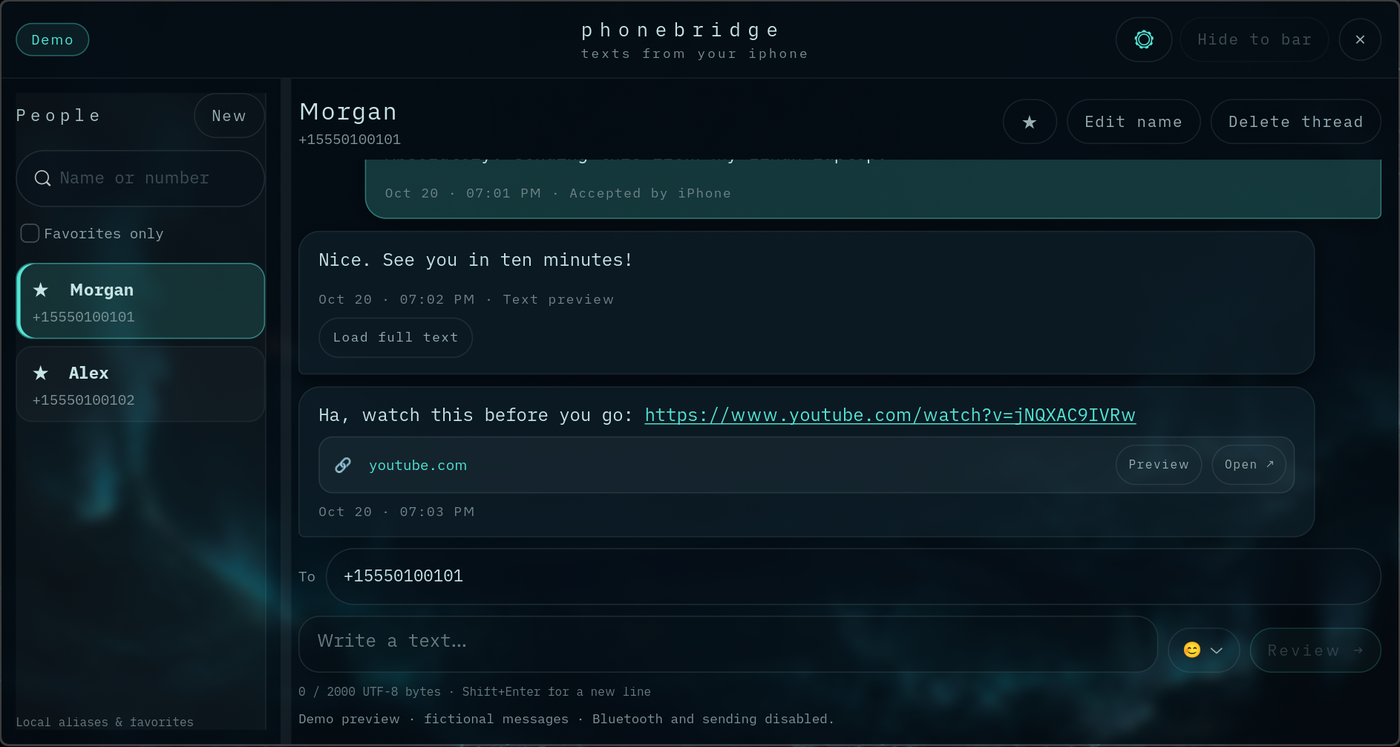 Demo
phonebridge
texts from your iphone
Hide to bar
×
People
New
Name or number
Favorites only
★ Morgan
+15550100101
★ Alex
+15550100102
Local aliases & favorites
Morgan
+15550100101
★
Edit name
Delete thread
Oct 20 · 07:01 PM · Accepted by iPhone
Nice. See you in ten minutes!
Oct 20 · 07:02 PM · Text preview
Load full text
Ha, watch this before you go: https://www.youtube.com/watch?v=jNQXAC9IVRw
youtube.com
Preview
Open ↗
Oct 20 · 07:03 PM
To
+15550100101
Write a text…
Review →
0 / 2000 UTF-8 bytes · Shift+Enter for a new line
Demo preview · fictional messages · Bluetooth and sending disabled.